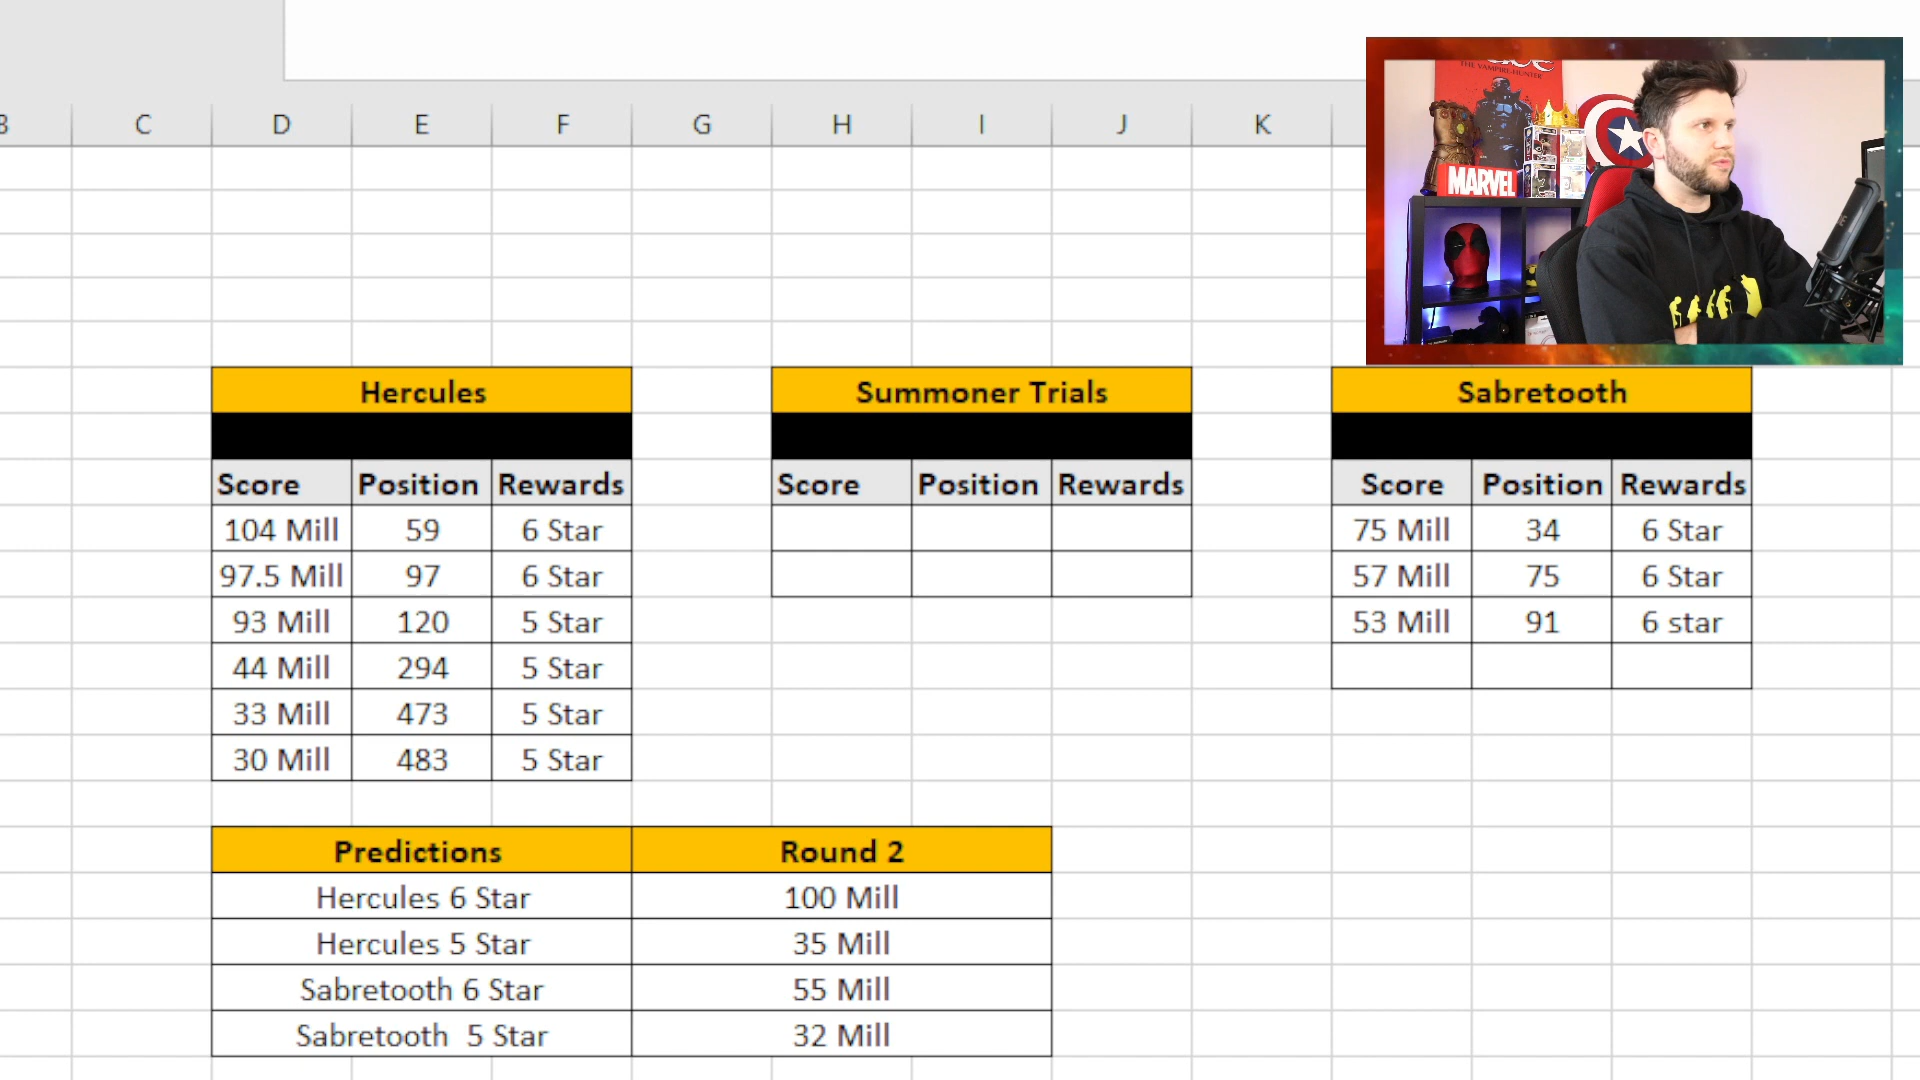 B C D E F G H I J K
THE VAMPIRE-HUNTER
MARVEL
Hercules
Score Position Rewards
104 Mill 59 6 Star
97.5 Mill 97 6 Star
93 Mill 120 5 Star
44 Mill 294 5 Star
33 Mill 473 5 Star
30 Mill 483 5 Star
Summoner Trials
Score Position Rewards
Sabretooth
Score Position Rewards
75 Mill 34 6 Star
57 Mill 75 6 Star
53 Mill 91 6 star
Predictions Round 2
Hercules 6 Star 100 Mill
Hercules 5 Star 35 Mill
Sabretooth 6 Star 55 Mill
Sabretooth 5 Star 32 Mill